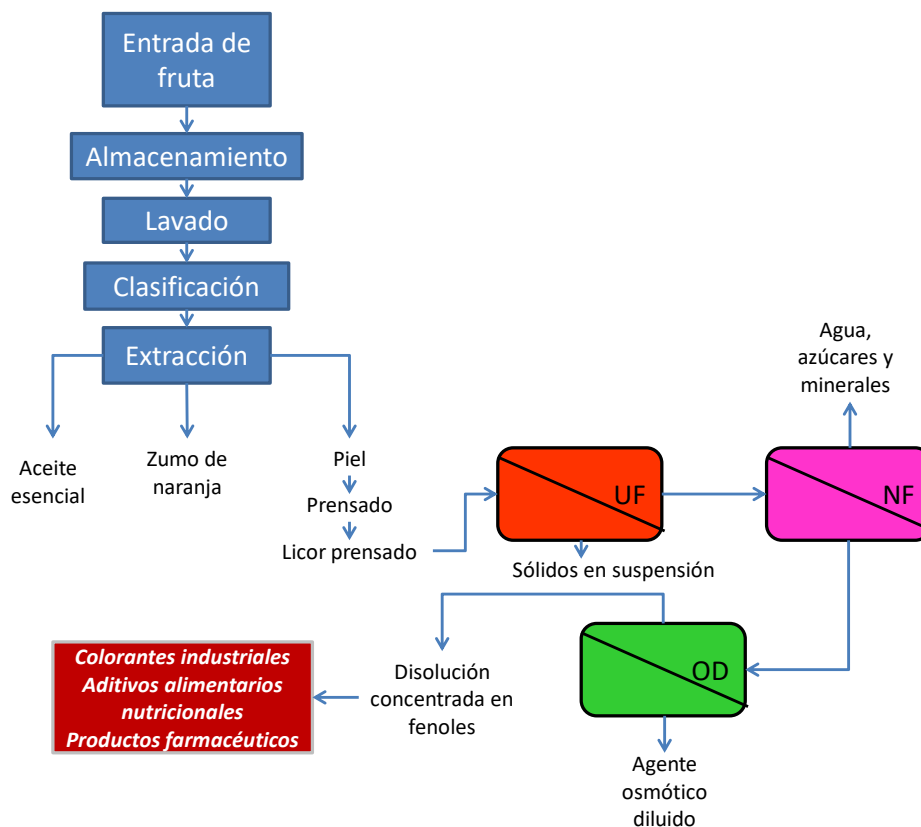 Entrada de
fruta
Almacenamiento
Lavado
Clasificación
Extracción
Aceite
esencial
Zumo de
naranja
Piel
Prensado
Licor prensado
UF
Sólidos en suspensión
Agua,
azúcares y
minerales
NF
OD
Agente
osmótico
diluido
Disolución
concentrada en
fenoles
Colorantes industriales
Aditivos alimentarios
nutricionales
Productos farmacéuticos